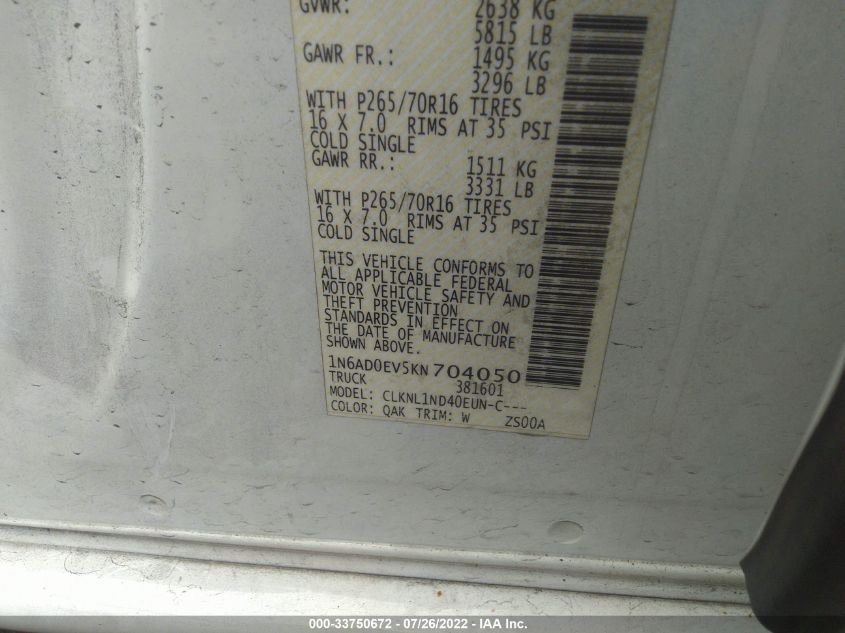 GVWR: 2638 KG
5815 LB
GAWR FR.: 1495 KG
3296 LB
WITH P265/70R16 TIRES
16 X 7.0 RIMS AT 35 PSI
COLD SINGLE
GAWR RR.: 1511 KG
3331 LB
WITH P265/70R16 TIRES
16 X 7.0 RIMS AT 35 PSI
COLD SINGLE
THIS VEHICLE CONFORMS TO
ALL APPLICABLE FEDERAL
MOTOR VEHICLE SAFETY AND
THEFT PREVENTION
STANDARDS IN EFFECT ON
THE DATE OF MANUFACTURE
SHOWN ABOVE.
1N6AD0EV5KN704050
TRUCK 381601
MODEL: CLKNL1ND40EUN-C---
COLOR: QAK TRIM: W ZS00A
000-33750672 - 07/26/2022 - IAA Inc.